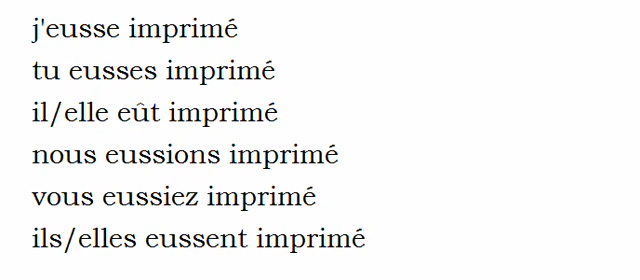 j'eusse imprimé
tu eusses imprimé
il/elle eût imprimé
nous eussions imprimé
vous eussiez imprimé
ils/elles eussent imprimé